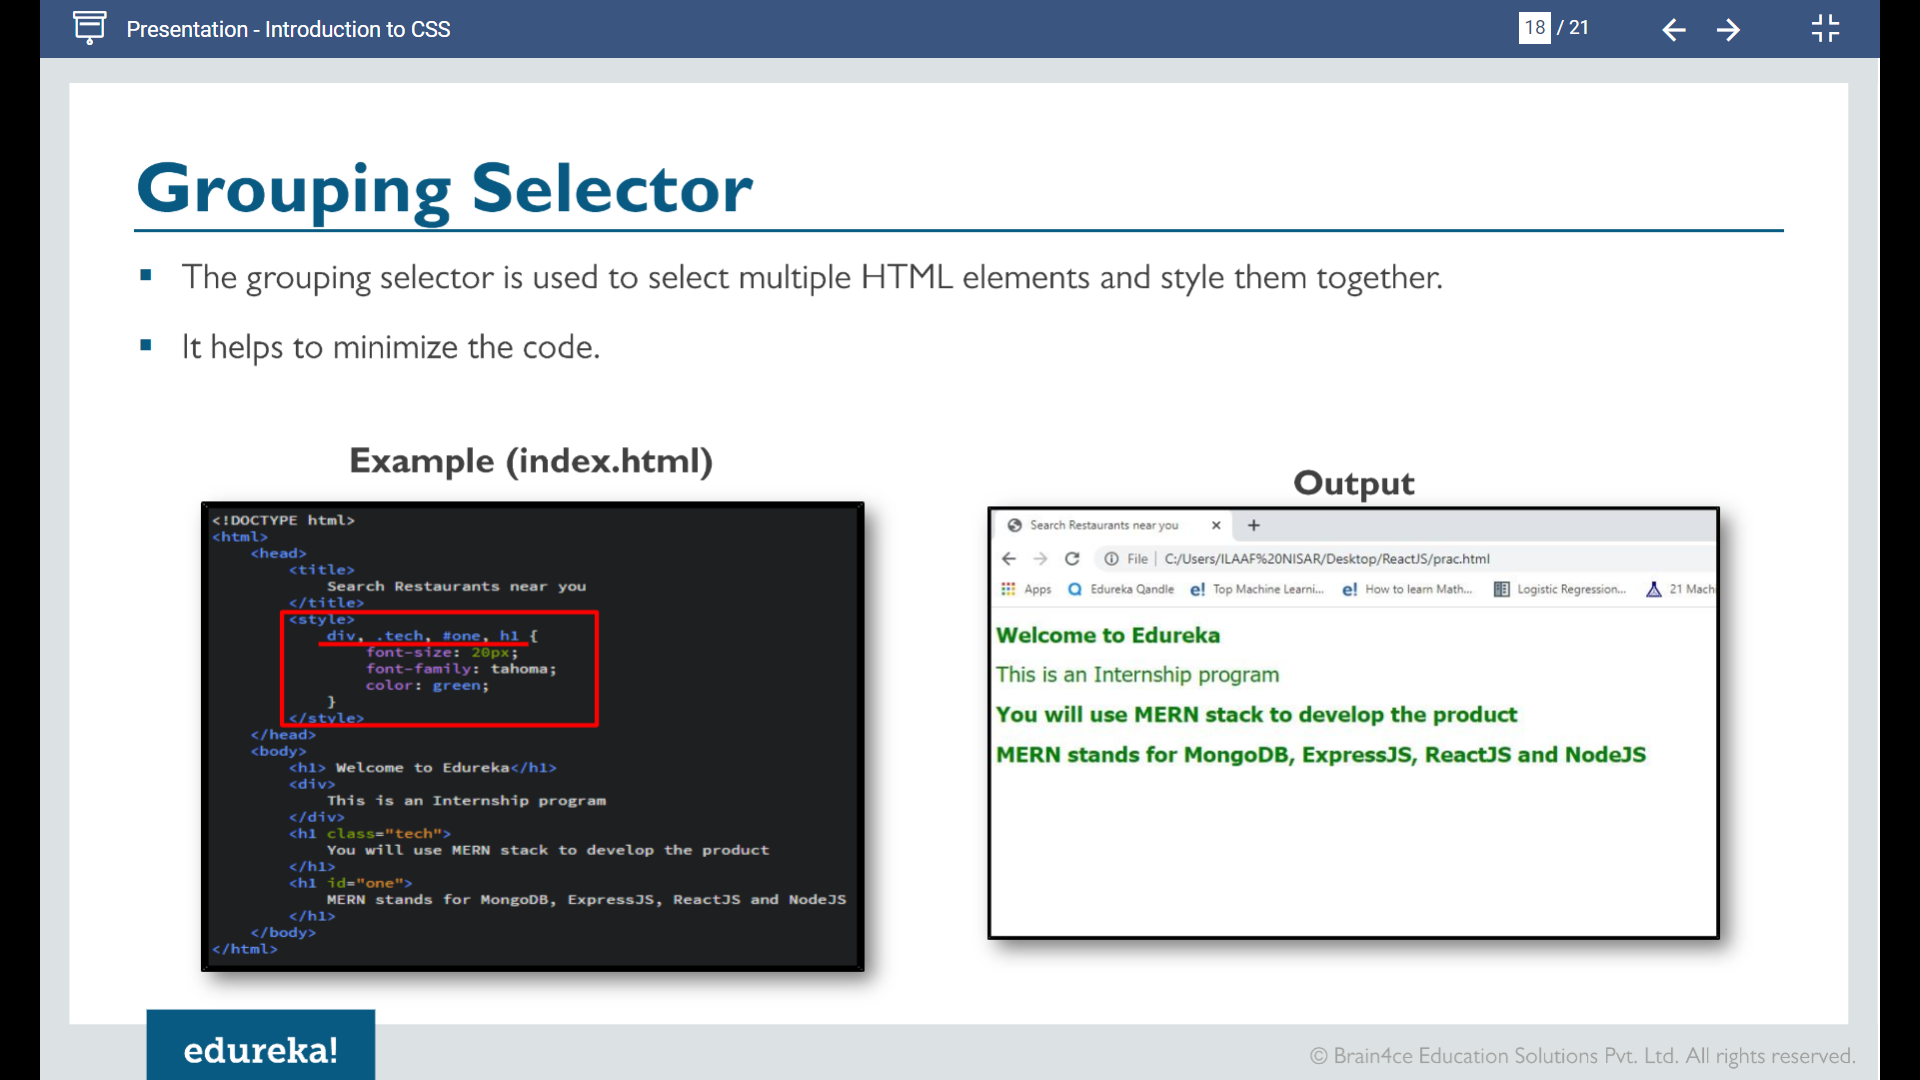 Presentation - Introduction to CSS
18 / 21
Grouping Selector
The grouping selector is used to select multiple HTML elements and style them together.
It helps to minimize the code.
Example (index.html)
<!DOCTYPE html>
<html>
<head>
<title>
Search Restaurants near you
</title>
<style>
div, .tech, #one, h1 {
font-size: 20px;
font-family: tahoma;
color: green;
}
</style>
</head>
<body>
<h1> Welcome to Edureka</h1>
<div>
This is an Internship program
</div>
<h1 class="tech">
You will use MERN stack to develop the product
</h1>
<h1 id="one">
MERN stands for MongoDB, ExpressJS, ReactJS and NodeJS
</h1>
</body>
</html>
Output
Search Restaurants near you
File | C:/Users/ILAAF%20NISAR/Desktop/ReactJS/prac.html
Apps Edureka Qandle e! Top Machine Learni... e! How to learn Math... Logistic Regression... 21 Mach
Welcome to Edureka
This is an Internship program
You will use MERN stack to develop the product
MERN stands for MongoDB, ExpressJS, ReactJS and NodeJS
edureka!
© Brain4ce Education Solutions Pvt. Ltd. All rights reserved.